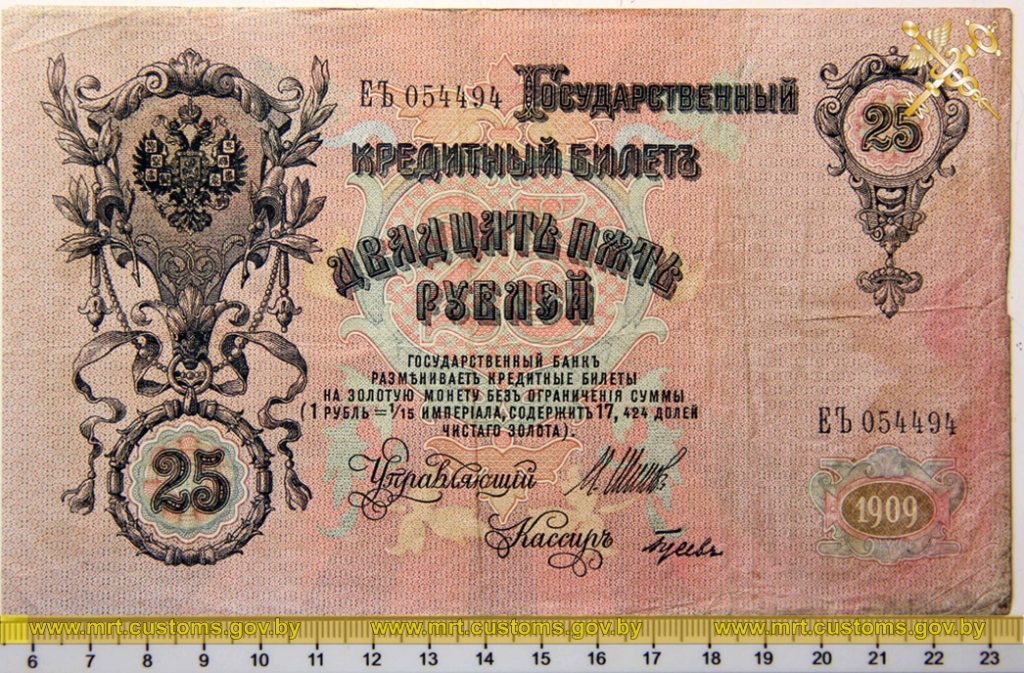 ЕЪ 054494 ГОСУДАРСТВЕННЫЙ
КРЕДИТНЫЙ БИЛЕТЪ
25
ДВАДЦАТЬ ПЯТЬ
РУБЛЕЙ
ГОСУДАРСТВЕННЫЙ БАНКЪ
РАЗМѢНИВАЕТЪ КРЕДИТНЫЕ БИЛЕТЫ
НА ЗОЛОТУЮ МОНЕТУ БЕЗЪ ОГРАНИЧЕНІЯ СУММЫ
(1 РУБЛЬ = 1/15 ИМПЕРІАЛА, СОДЕРЖИТЪ 17, 424 ДОЛЕЙ
ЧИСТАГО ЗОЛОТА).
ЕЪ 054494
25
Управляющий И Шипов
1909
Кассиръ Гусевъ
www.mrt.customs.gov.by www.mrt.customs.gov.by www.mrt.customs.gov.by
6 7 8 9 10 11 12 13 14 15 16 17 18 19 20 21 22 23